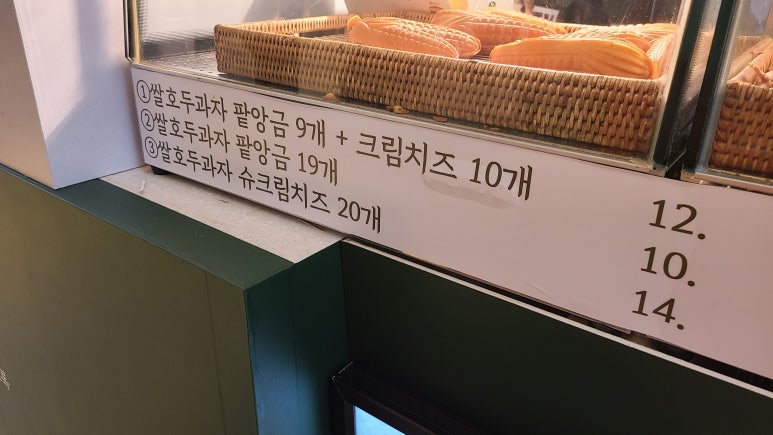 ①쌀호두과자 팥앙금 9개 + 크림치즈 10개
②쌀호두과자 팥앙금 19개
③쌀호두과자 슈크림치즈 20개
12.
10.
14.